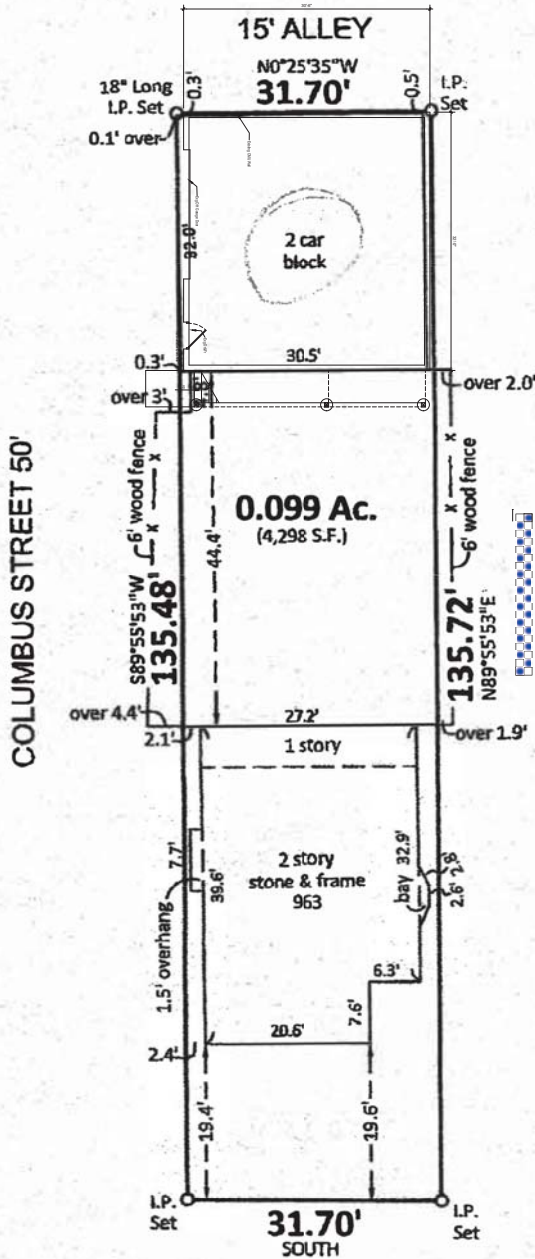 15' ALLEY
N0°25'35"W
31.70'
18" Long
I.P. Set
0.3'
0.5'
I.P.
Set
0.1' over
32.0'
2 car
block
30.5'
0.3'
over 3'
over 2.0'
COLUMBUS STREET 50'
6' wood fence
x
x
S89°55'53"W
135.48'
44.4'
0.099 Ac.
(4,298 S.F.)
x
x
6' wood fence
135.72'
N89°55'53"E
over 4.4'
2.1'
27.2'
over 1.9'
1 story
7.7'
39.6'
2 story
stone & frame
963
bay
32.9'
2.6'
2.6'
1.5' overhang
6.3'
7.6'
2.4'
20.6'
19.4'
19.6'
I.P.
Set
31.70'
SOUTH
I.P.
Set